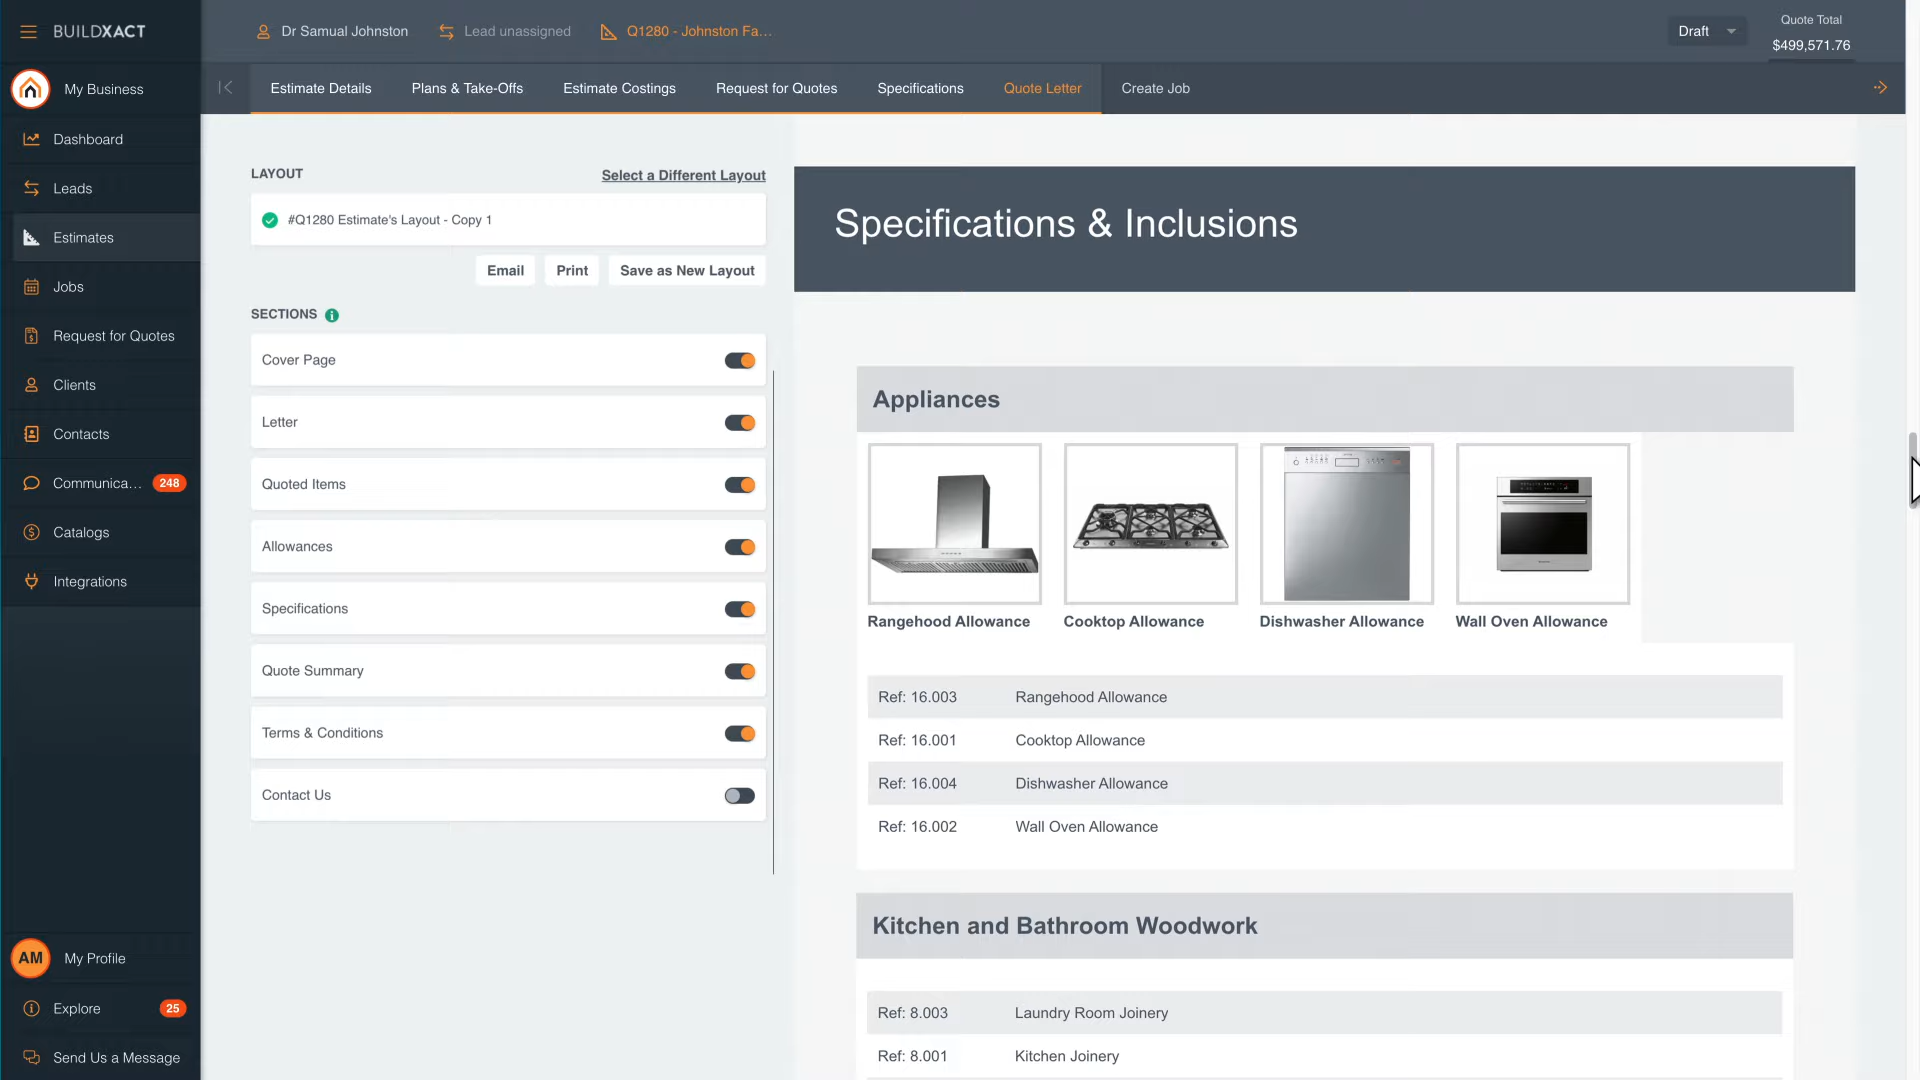 BUILDXACT
Dr Samual Johnston
Lead unassigned
Q1280 - Johnston Fa...
Draft
Quote Total
$499,571.76
My Business
Estimate Details
Plans & Take-Offs
Estimate Costings
Request for Quotes
Specifications
Quote Letter
Create Job
Dashboard
Leads
Estimates
Jobs
Request for Quotes
Clients
Contacts
Communica... 248
Catalogs
Integrations
AM My Profile
Explore 25
Send Us a Message
LAYOUT
Select a Different Layout
#Q1280 Estimate's Layout - Copy 1
Email
Print
Save as New Layout
SECTIONS
Cover Page
Letter
Quoted Items
Allowances
Specifications
Quote Summary
Terms & Conditions
Contact Us
Specifications & Inclusions
Appliances
Rangehood Allowance
Cooktop Allowance
Dishwasher Allowance
Wall Oven Allowance
Ref: 16.003 Rangehood Allowance
Ref: 16.001 Cooktop Allowance
Ref: 16.004 Dishwasher Allowance
Ref: 16.002 Wall Oven Allowance
Kitchen and Bathroom Woodwork
Ref: 8.003 Laundry Room Joinery
Ref: 8.001 Kitchen Joinery